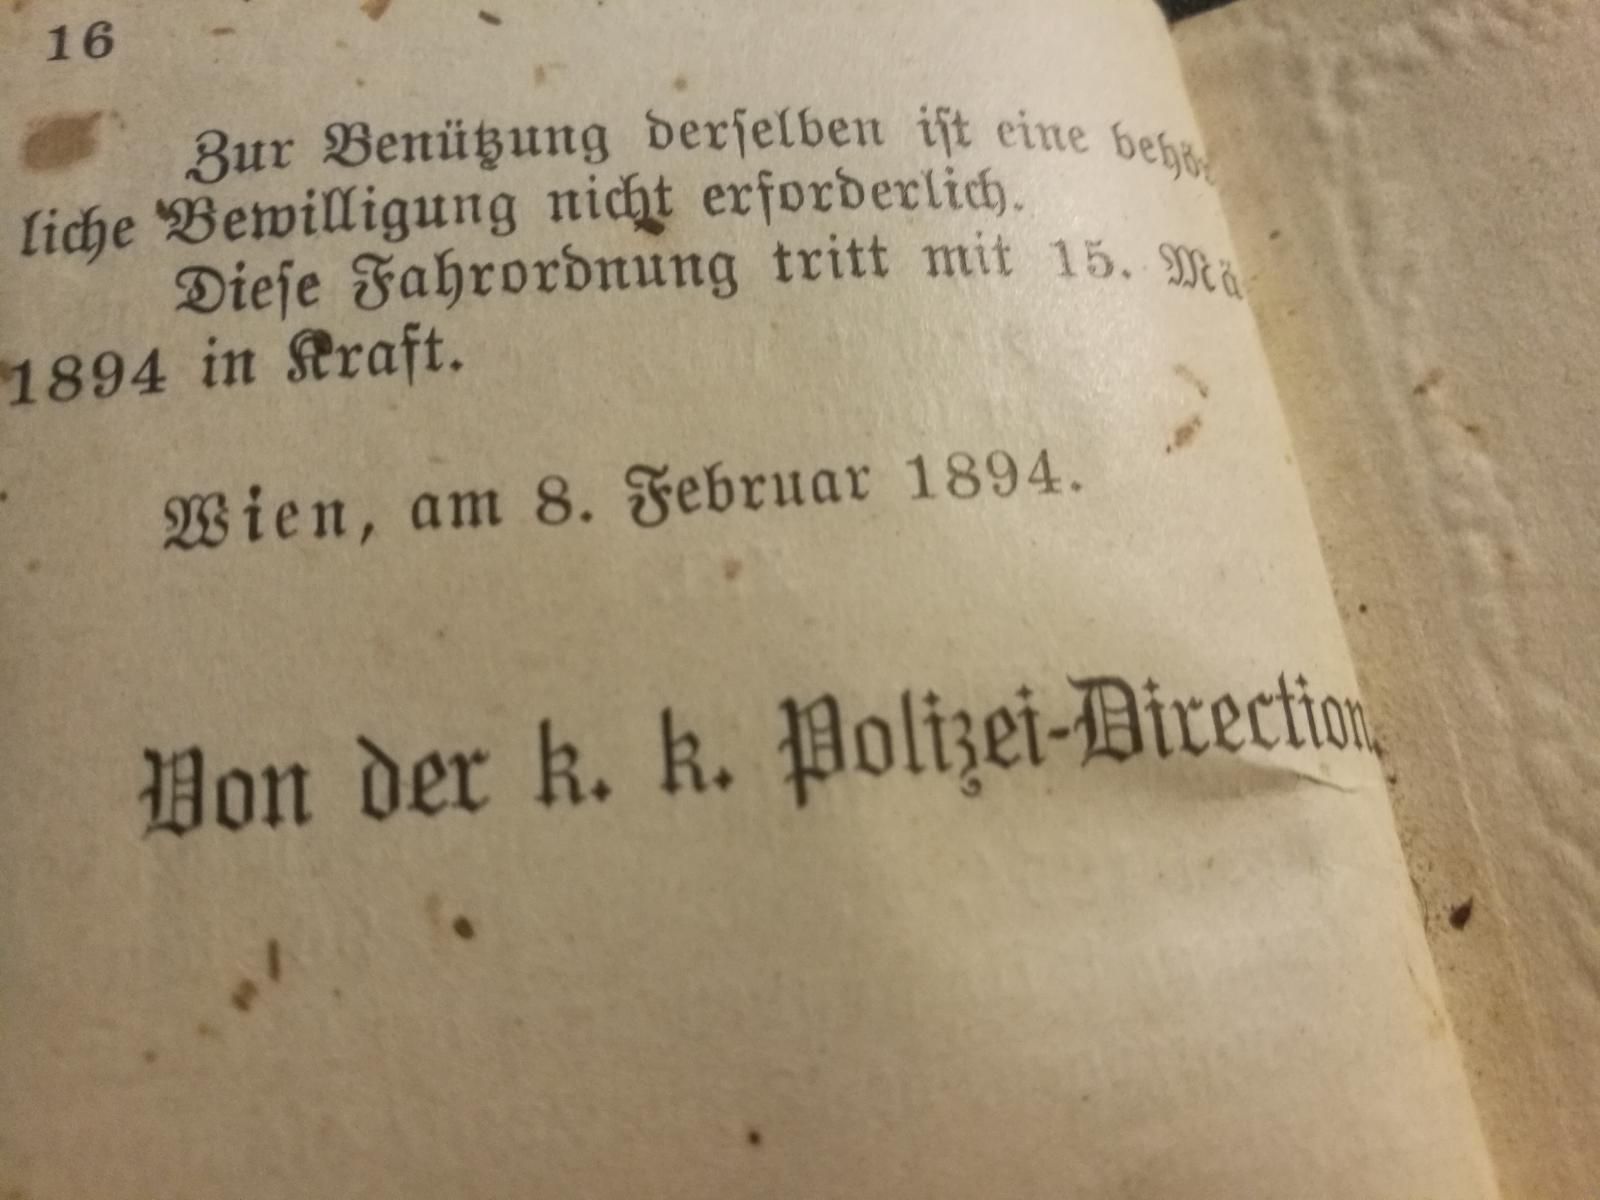 16
Zur Benützung derselben ist eine
liche Bewilligung nicht erforderlich.
Diese Fahrordnung tritt mit 15.
1894 in Kraft.
Wien, am 8. Februar 1894.
Von der k. k. Polizei-Direction.